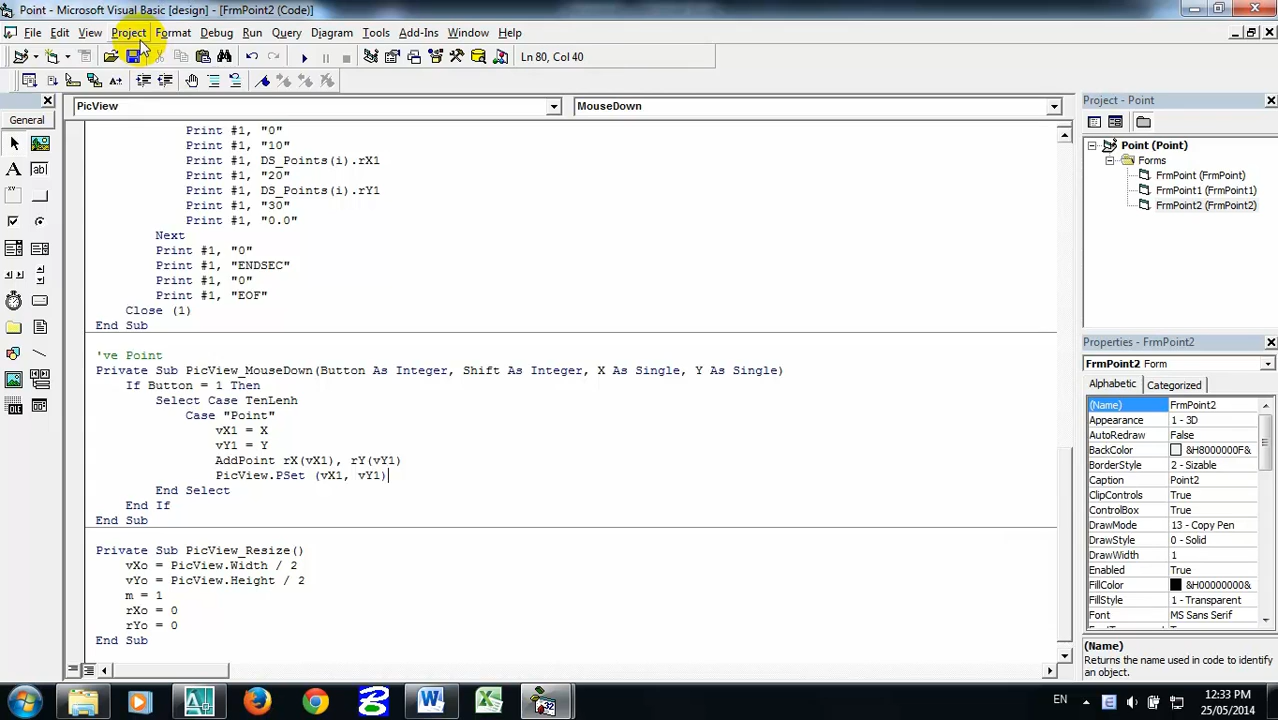 Point - Microsoft Visual Basic [design] - [FrmPoint2 (Code)]
File Edit View Project Format Debug Run Query Diagram Tools Add-Ins Window Help
Ln 80, Col 40
General
PicView
MouseDown
Print #1, "0"
Print #1, "10"
Print #1, DS_Points(i).rX1
Print #1, "20"
Print #1, DS_Points(i).rY1
Print #1, "30"
Print #1, "0.0"
Next
Print #1, "0"
Print #1, "ENDSEC"
Print #1, "0"
Print #1, "EOF"
Close (1)
End Sub
've Point
Private Sub PicView_MouseDown(Button As Integer, Shift As Integer, X As Single, Y As Single)
If Button = 1 Then
Select Case TenLenh
Case "Point"
vX1 = X
vY1 = Y
AddPoint rX(vX1), rY(vY1)
PicView.PSet (vX1, vY1)
End Select
End If
End Sub
Private Sub PicView_Resize()
vXo = PicView.Width / 2
vYo = PicView.Height / 2
m = 1
rXo = 0
rYo = 0
End Sub
Project - Point
Point (Point)
Forms
FrmPoint (FrmPoint)
FrmPoint1 (FrmPoint1)
FrmPoint2 (FrmPoint2)
Properties - FrmPoint2
FrmPoint2 Form
Alphabetic Categorized
(Name) FrmPoint2
Appearance 1 - 3D
AutoRedraw False
BackColor &H8000000F&
BorderStyle 2 - Sizable
Caption Point2
ClipControls True
ControlBox True
DrawMode 13 - Copy Pen
DrawStyle 0 - Solid
DrawWidth 1
Enabled True
FillColor &H00000000&
FillStyle 1 - Transparent
Font MS Sans Serif
(Name)
Returns the name used in code to identify
an object.
EN
12:33 PM
25/05/2014